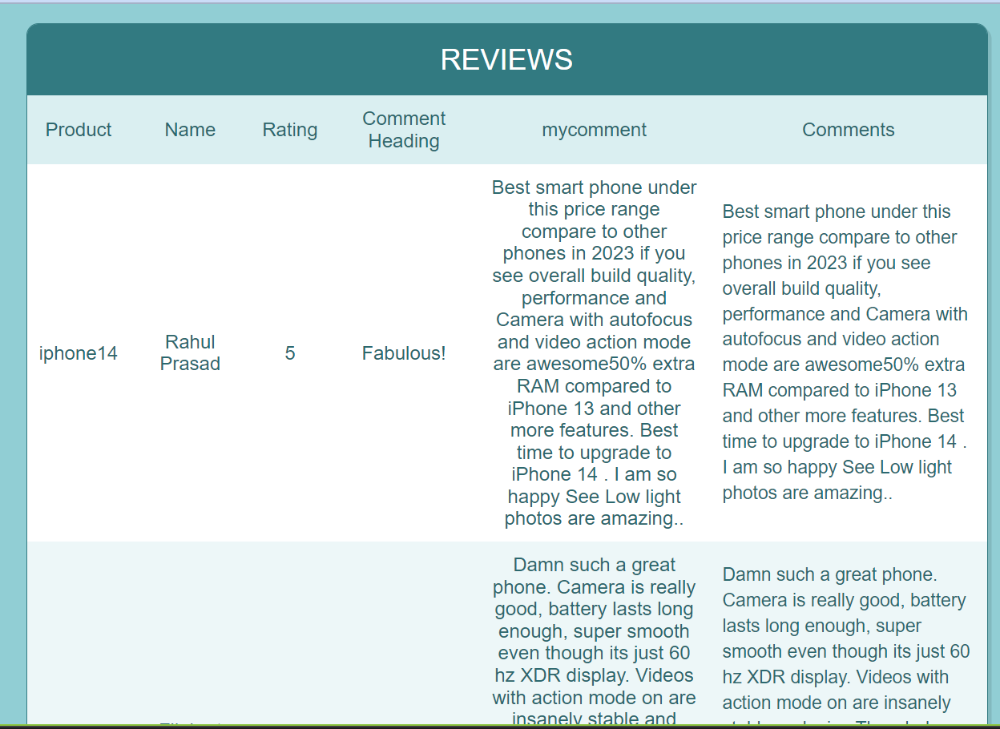 REVIEWS
Product
Name
Rating
Comment
Heading
mycomment
Comments
iphone14
Rahul
Prasad
5
Fabulous!
Best smart phone under
this price range
compare to other
phones in 2023 if you
see overall build quality,
performance and
Camera with autofocus
and video action mode
are awesome50% extra
RAM compared to
iPhone 13 and other
more features. Best
time to upgrade to
iPhone 14 . I am so
happy See Low light
photos are amazing..
Best smart phone under this
price range compare to other
phones in 2023 if you see
overall build quality,
performance and Camera with
autofocus and video action
mode are awesome50% extra
RAM compared to iPhone 13
and other more features. Best
time to upgrade to iPhone 14 .
I am so happy See Low light
photos are amazing..
Damn such a great
phone. Camera is really
good, battery lasts long
enough, super smooth
even though its just 60
hz XDR display. Videos
with action mode on are
insanely stable and
Damn such a great phone.
Camera is really good, battery
lasts long enough, super
smooth even though its just 60
hz XDR display. Videos with
action mode on are insanely